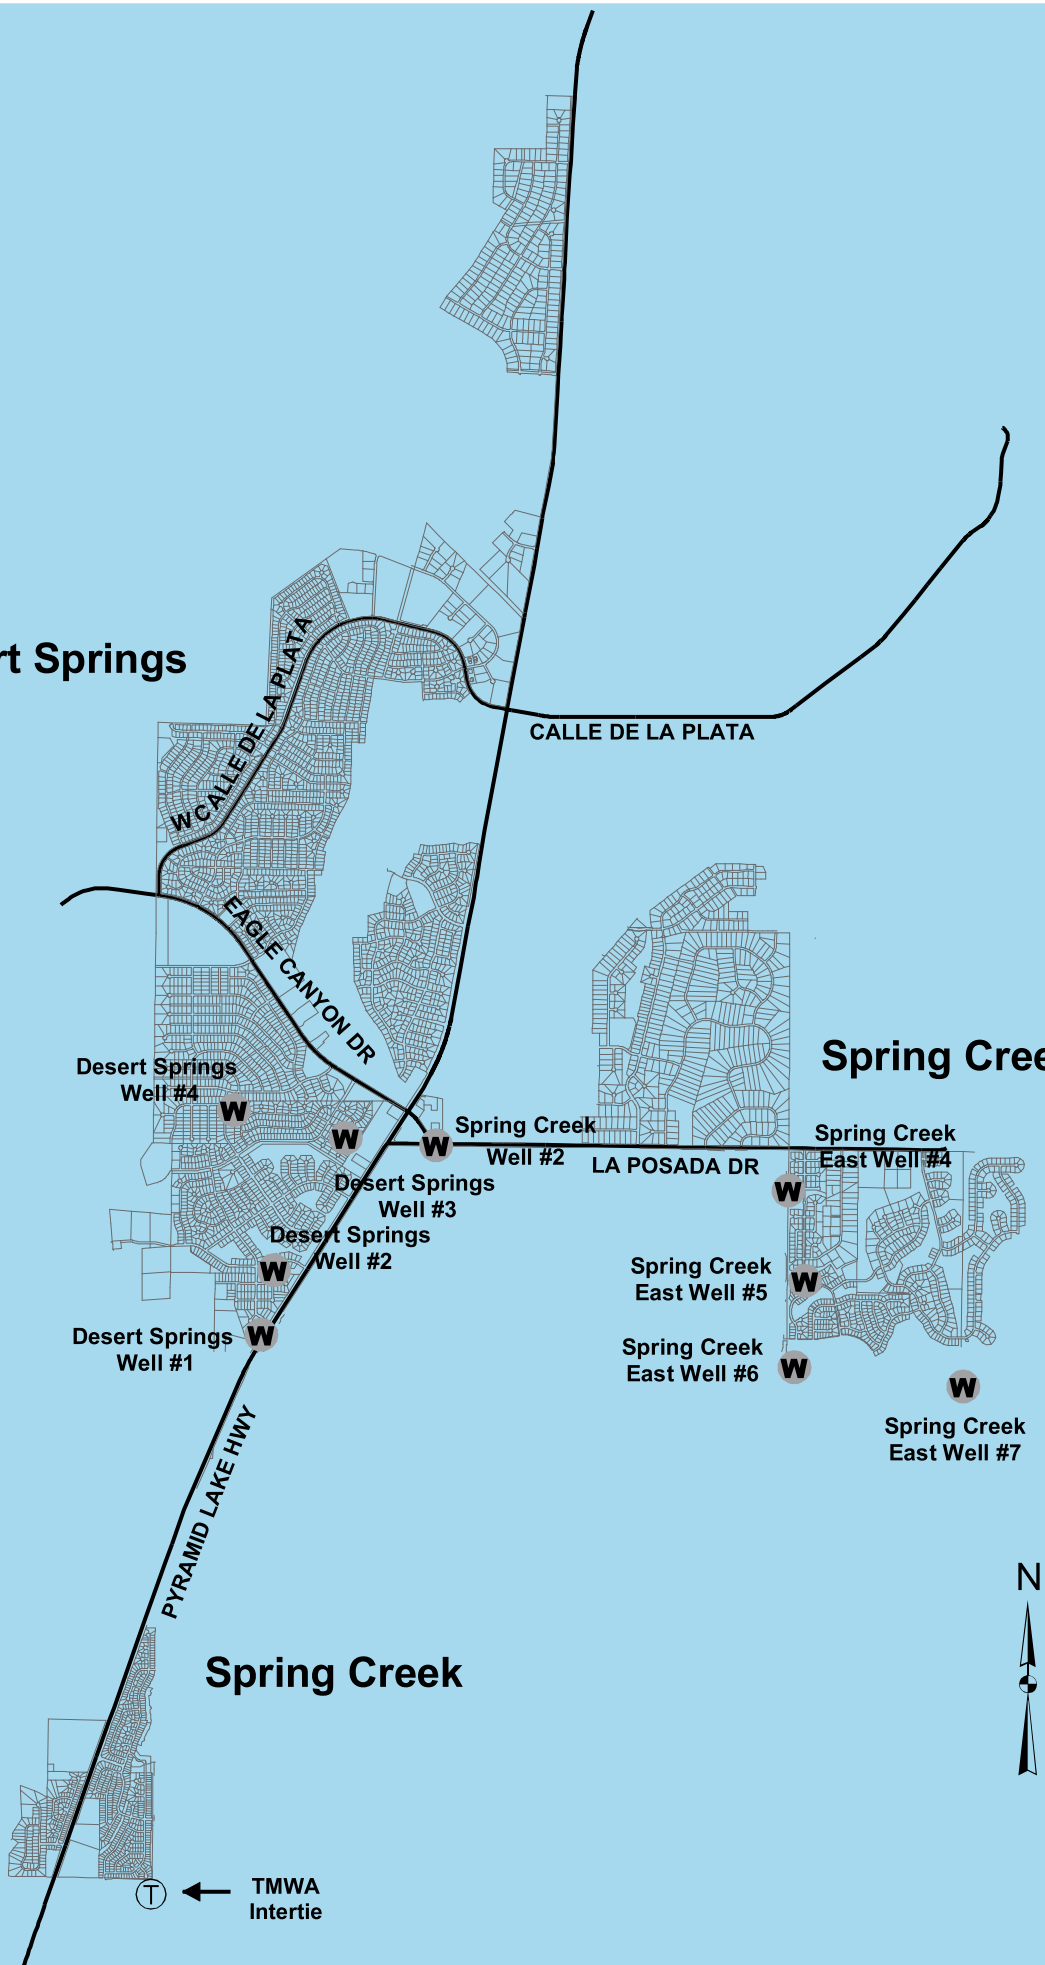 rt Springs
W CALLE DE LA PLATA
CALLE DE LA PLATA
EAGLE CANYON DR
Spring Cree
Desert Springs
Well #4
W
W
W
Spring Creek
Well #2
LA POSADA DR
Spring Creek
East Well #4
W
Desert Springs
Well #3
Desert Springs
Well #2
W
Spring Creek
East Well #5
W
Desert Springs
Well #1
W
Spring Creek
East Well #6
W
W
Spring Creek
East Well #7
PYRAMID LAKE HWY
N
Spring Creek
T
TMWA
Intertie